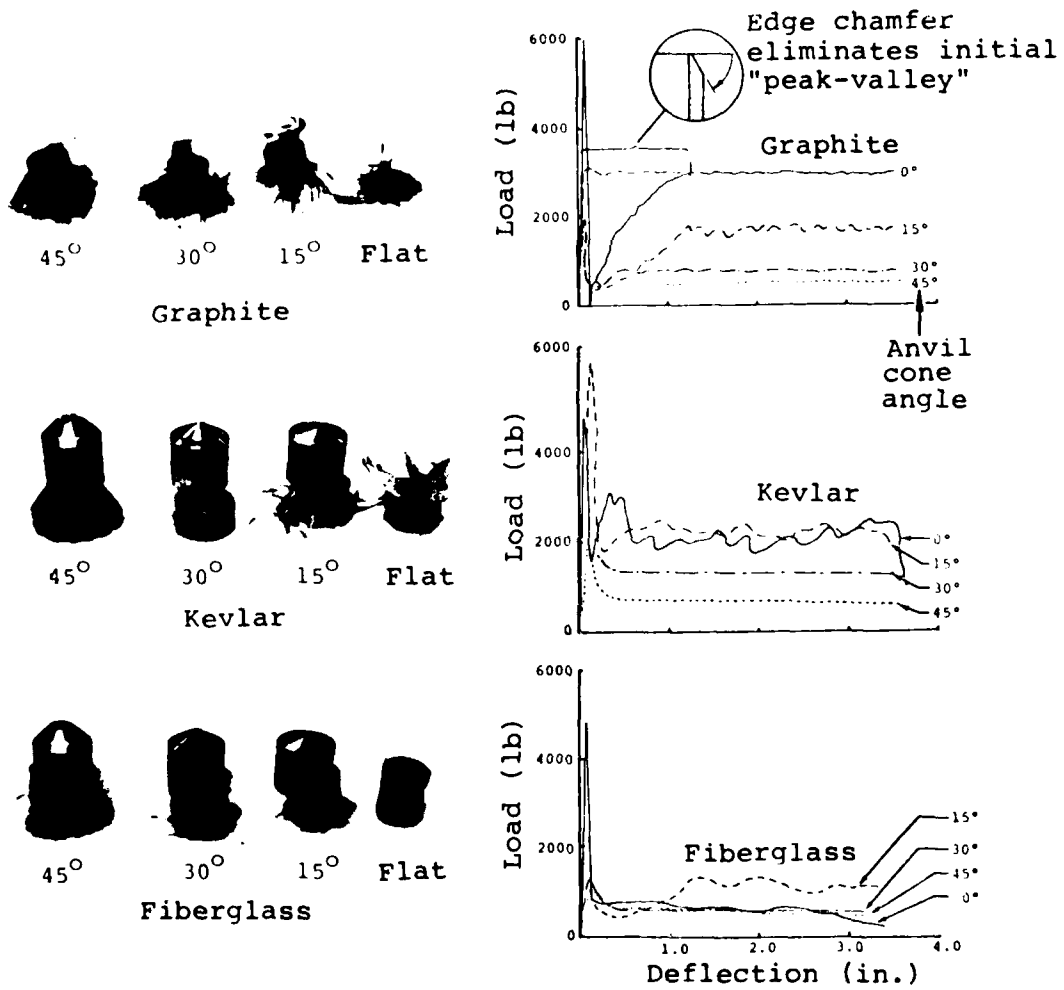 45° 30° 15° Flat
Graphite
45° 30° 15° Flat
Kevlar
45° 30° 15° Flat
Fiberglass
Edge chamfer
eliminates initial
"peak-valley"
Load (lb)
6000
4000
2000
0
Graphite
0°
15°
30°
45°
Anvil
cone
angle
Load (lb)
6000
4000
2000
0
Kevlar
0°
15°
30°
45°
Load (lb)
6000
4000
2000
0
Fiberglass
15°
30°
45°
0°
1.0 2.0 3.0 4.0
Deflection (in.)